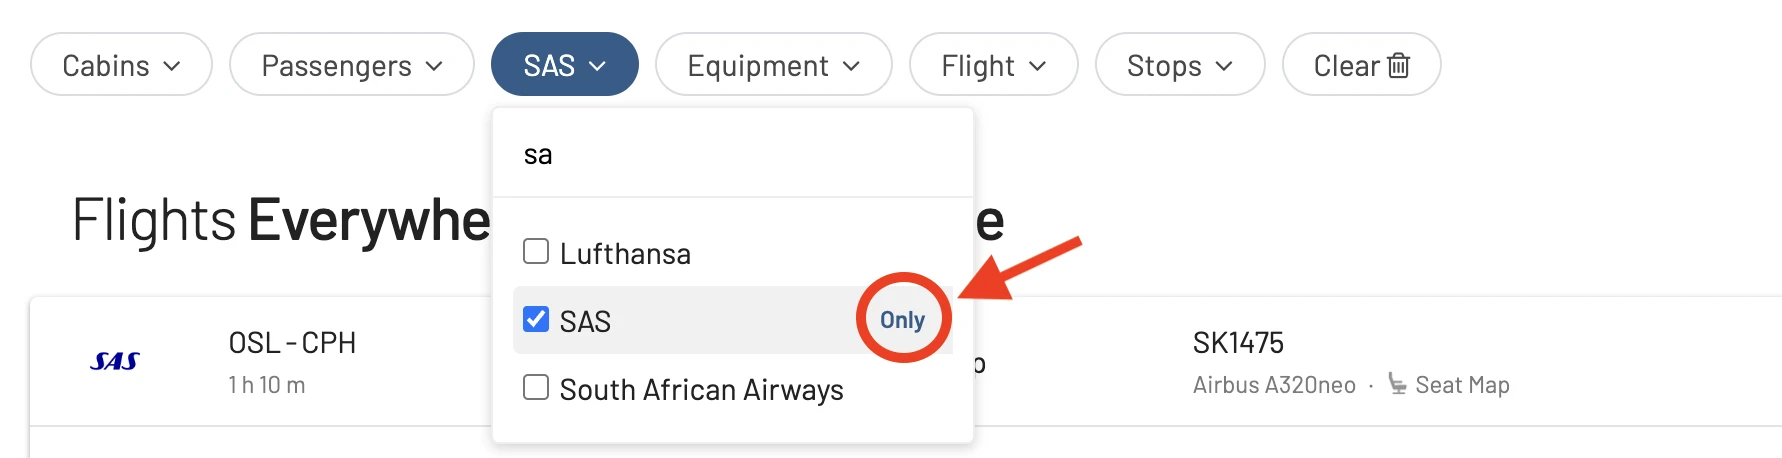 Cabins Passengers SAS Equipment Flight Stops Clear
sa
Flights Everywhe e
Lufthansa
SAS Only
South African Airways
SAS OSL - CPH
1 h 10 m
p
SK1475
Airbus A320neo · Seat Map